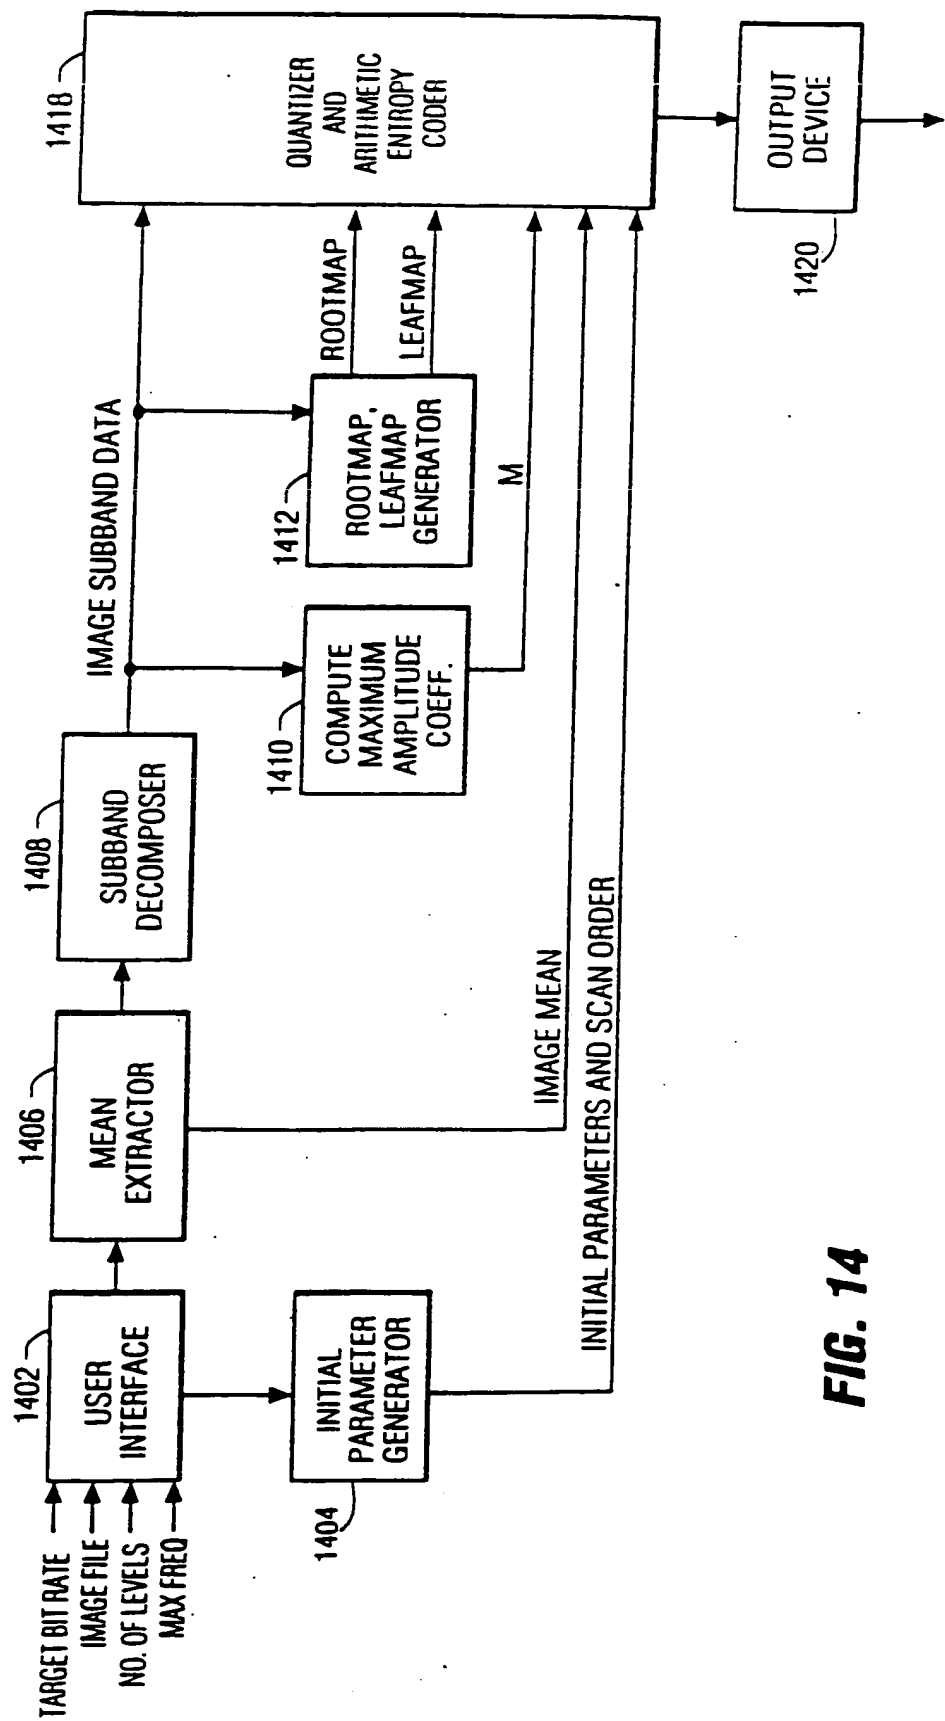 TARGET BIT RATE
IMAGE FILE
NO. OF LEVELS
MAX FREQ
1402
USER
INTERFACE
1404
INITIAL
PARAMETER
GENERATOR
1406
MEAN
EXTRACTOR
1408
SUBBAND
DECOMPOSER
IMAGE SUBBAND DATA
1410
COMPUTE
MAXIMUM
AMPLITUDE
COEFF.
1412
ROOTMAP,
LEAFMAP
GENERATOR
ROOTMAP
LEAFMAP
M
IMAGE MEAN
INITIAL PARAMETERS AND SCAN ORDER
1418
QUANTIZER
AND
ARITHMETIC
ENTROPY
CODER
1420
OUTPUT
DEVICE
FIG. 14